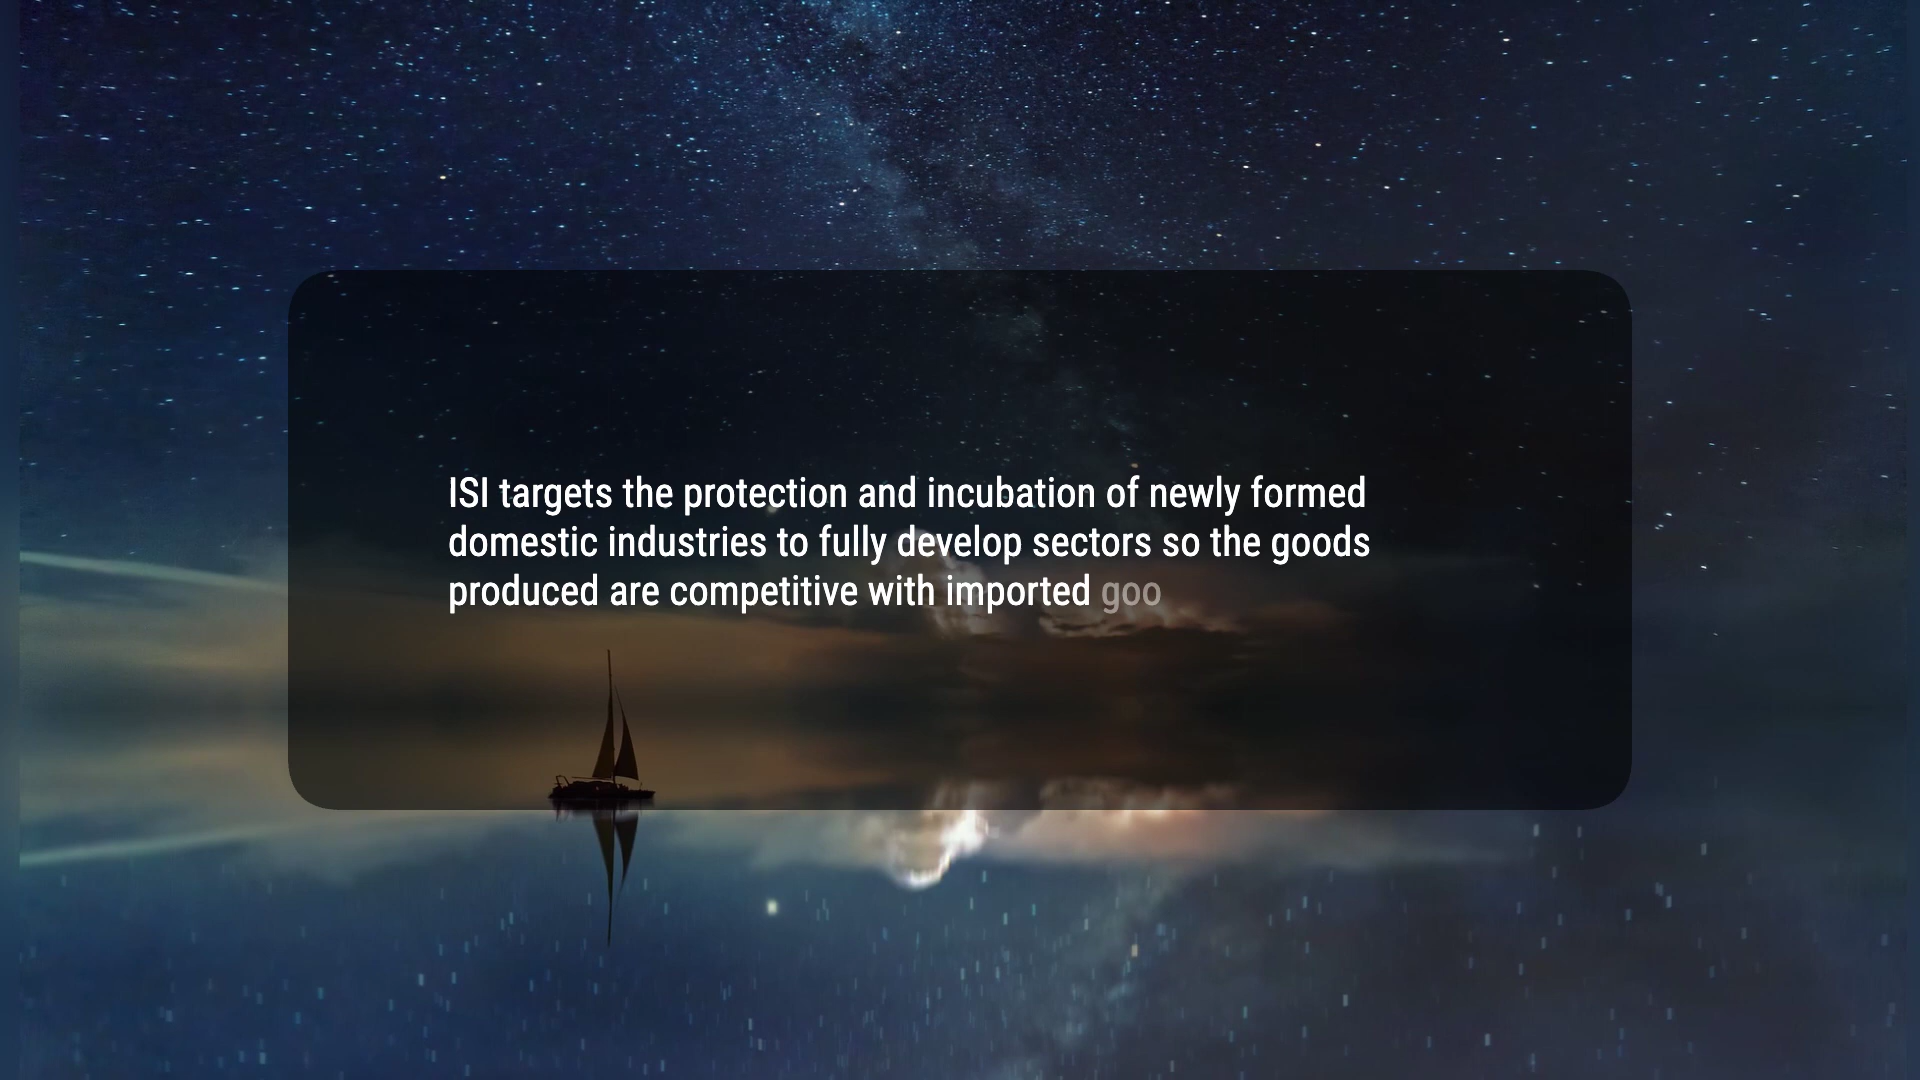 ISI targets the protection and incubation of newly formed
domestic industries to fully develop sectors so the goods
produced are competitive with imported goo